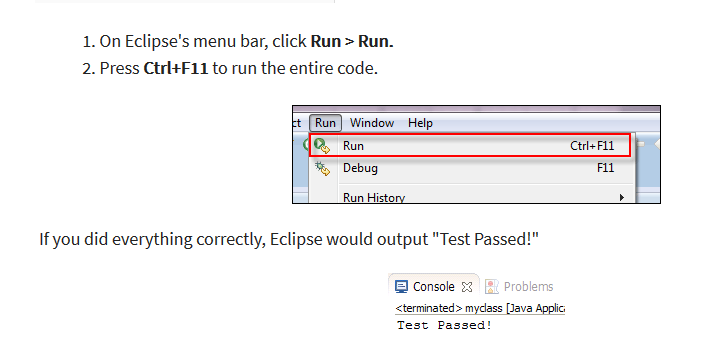 1. On Eclipse's menu bar, click Run > Run.
2. Press Ctrl+F11 to run the entire code.
ct Run Window Help
Run Ctrl+F11
Debug F11
Run History
If you did everything correctly, Eclipse would output "Test Passed!"
Console Problems
<terminated> myclass [Java Applica
Test Passed!